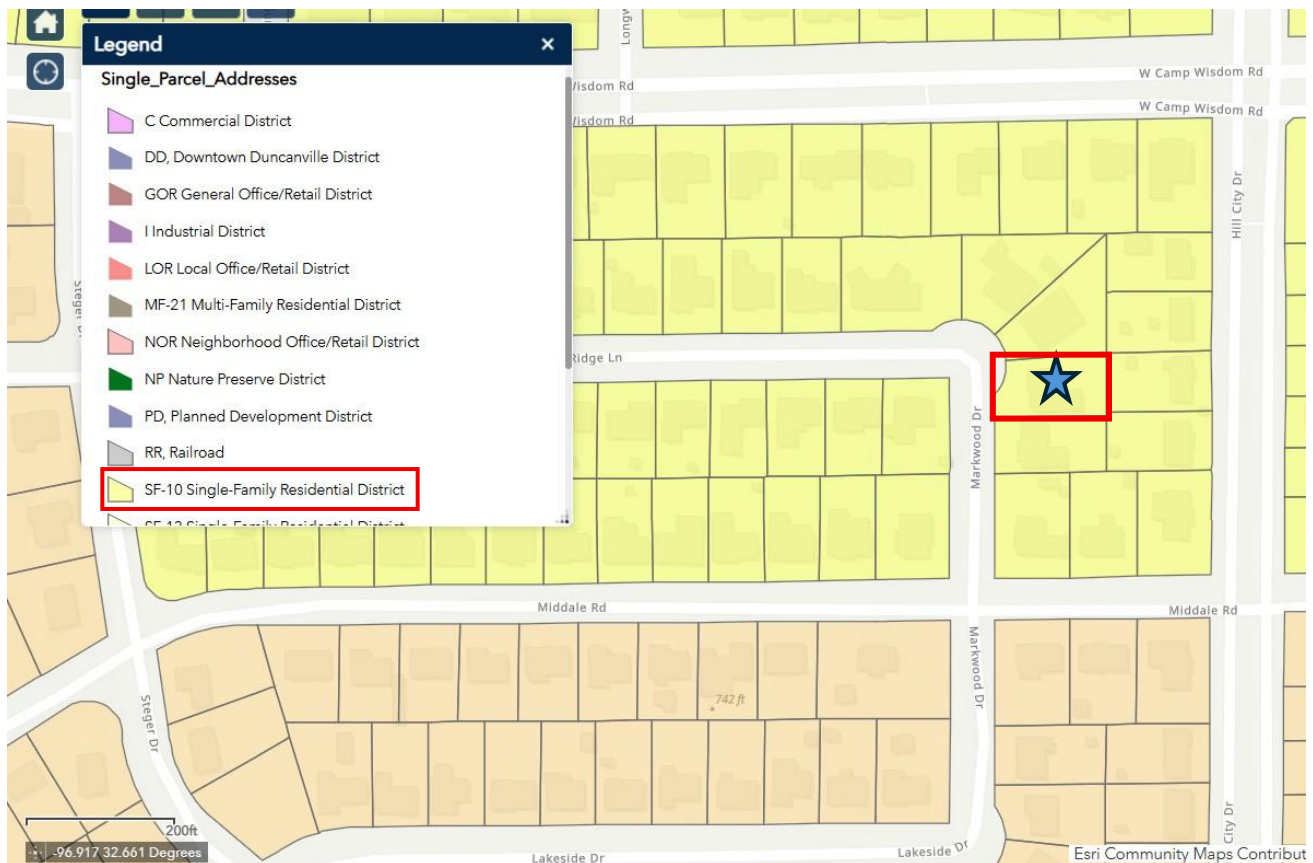 Legend
×
Single_Parcel_Addresses
C Commercial District
DD, Downtown Duncanville District
GOR General Office/Retail District
I Industrial District
LOR Local Office/Retail District
MF-21 Multi-Family Residential District
NOR Neighborhood Office/Retail District
NP Nature Preserve District
PD, Planned Development District
RR, Railroad
SF-10 Single-Family Residential District
Longw
Wisdom Rd
W Camp Wisdom Rd
Wisdom Rd
W Camp Wisdom Rd
Hill City Dr
Steger
Ridge Ln
Markwood Dr
Middale Rd
Middale Rd
Markwood Dr
742 ft
Steger Dr
City Dr
200ft
-96.917 32.661 Degrees
Lakeside Dr
Lakeside Dr
Esri Community Maps Contribut